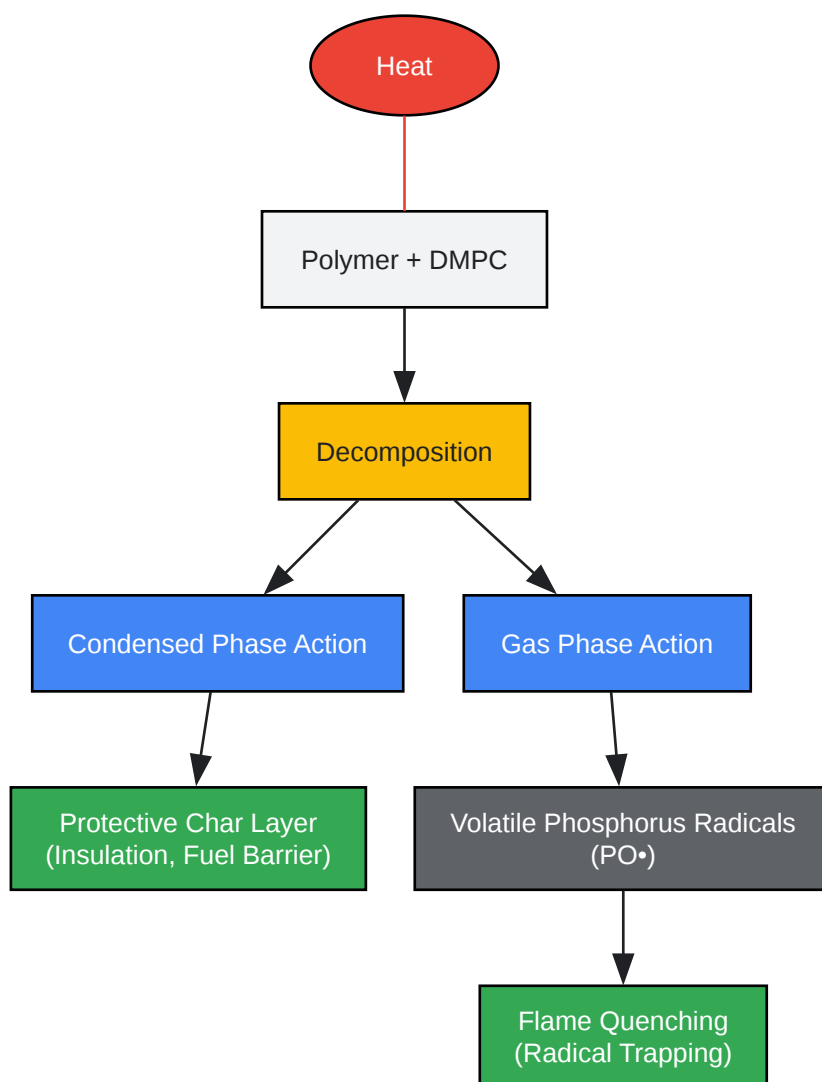 Heat
Polymer + DMPC
Decomposition
Condensed Phase Action
Gas Phase Action
Protective Char Layer
(Insulation, Fuel Barrier)
Volatile Phosphorus Radicals
(PO•)
Flame Quenching
(Radical Trapping)